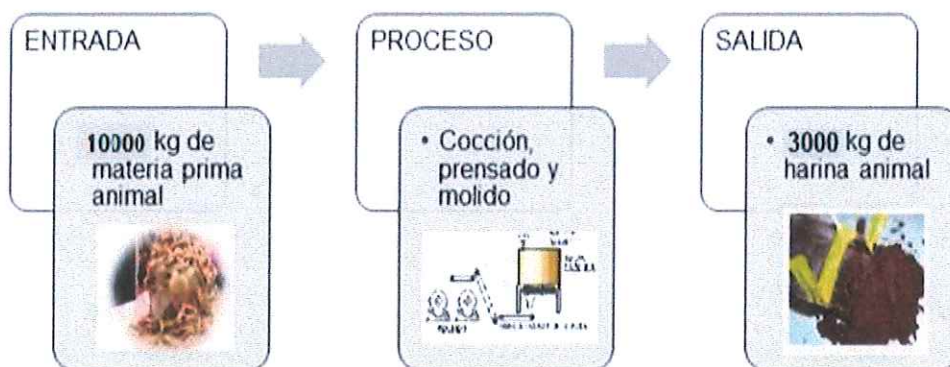 ENTRADA
10000 kg de
materia prima
animal
PROCESO
• Cocción,
prensado y
molido
SALIDA
• 3000 kg de
harina animal